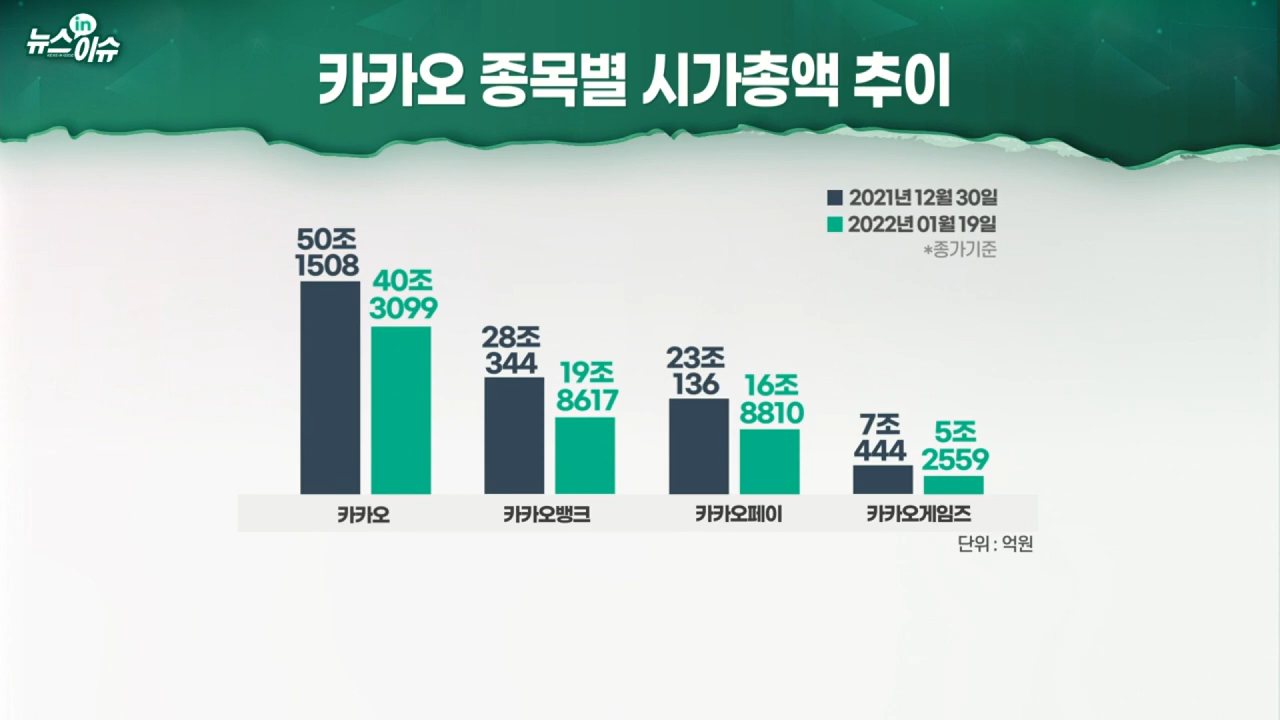 뉴스in이슈
카카오 종목별 시가총액 추이
2021년 12월 30일
2022년 01월 19일
*종가기준
50조
1508
40조
3099
28조
344
19조
8617
23조
136
16조
8810
7조
444
5조
2559
카카오
카카오뱅크
카카오페이
카카오게임즈
단위 : 억원